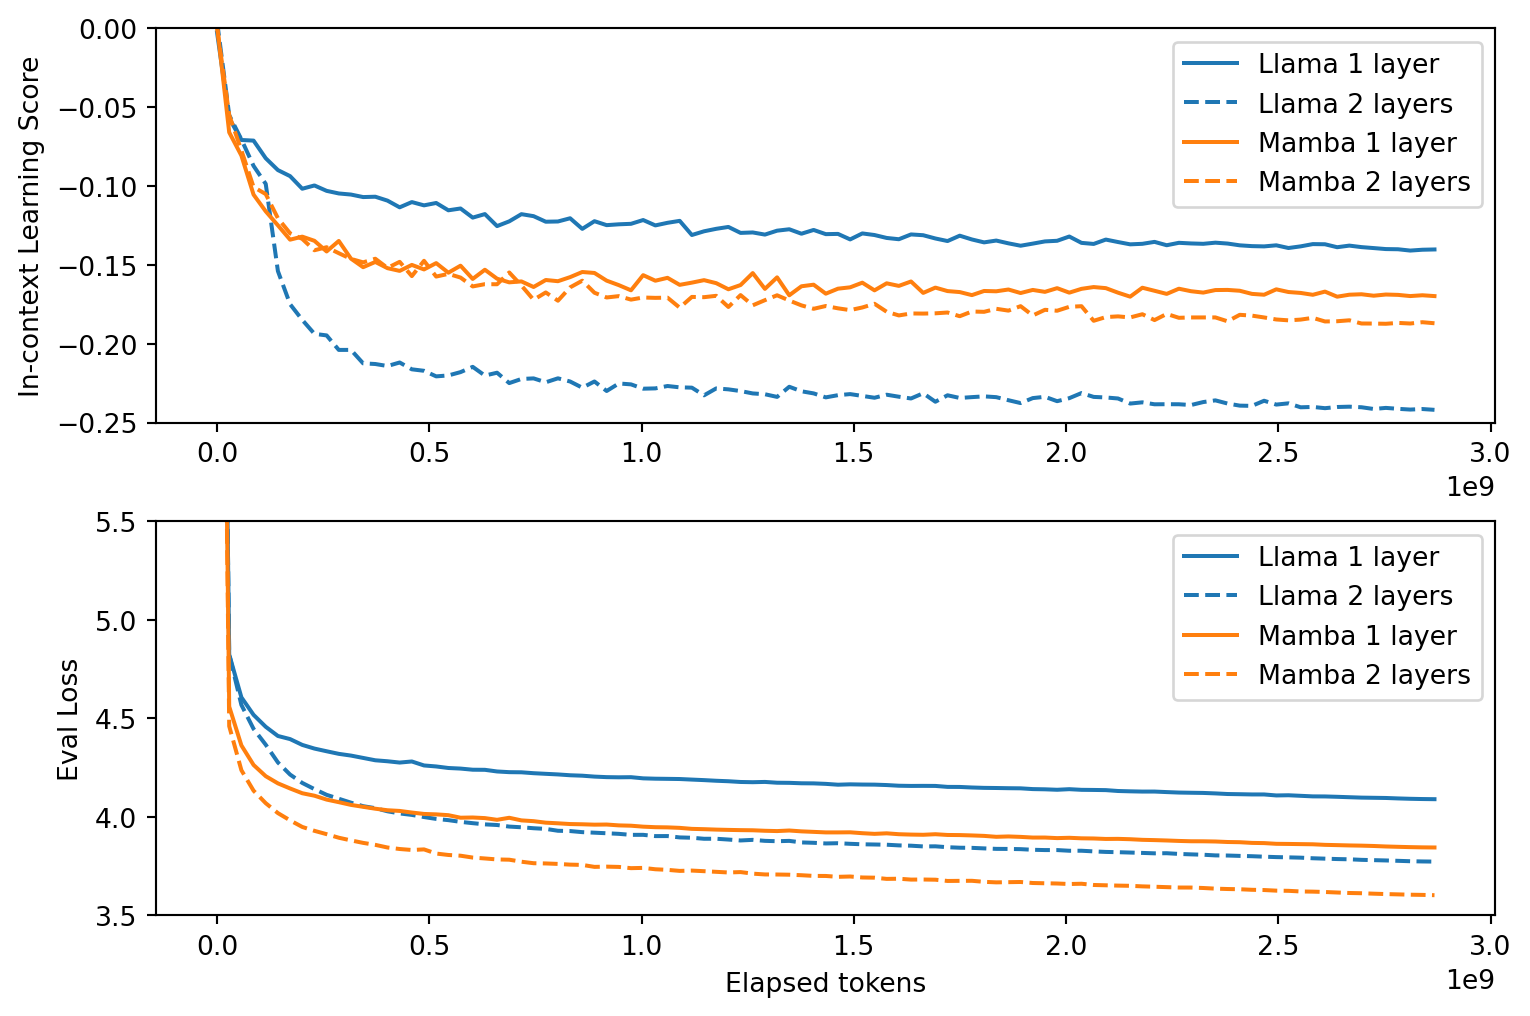 0.00
−0.05
−0.10
−0.15
−0.20
−0.25
In-context Learning Score
Llama 1 layer
Llama 2 layers
Mamba 1 layer
Mamba 2 layers
0.0 0.5 1.0 1.5 2.0 2.5 3.0
1e9
5.5
5.0
4.5
4.0
3.5
Eval Loss
Llama 1 layer
Llama 2 layers
Mamba 1 layer
Mamba 2 layers
0.0 0.5 1.0 1.5 2.0 2.5 3.0
1e9
Elapsed tokens